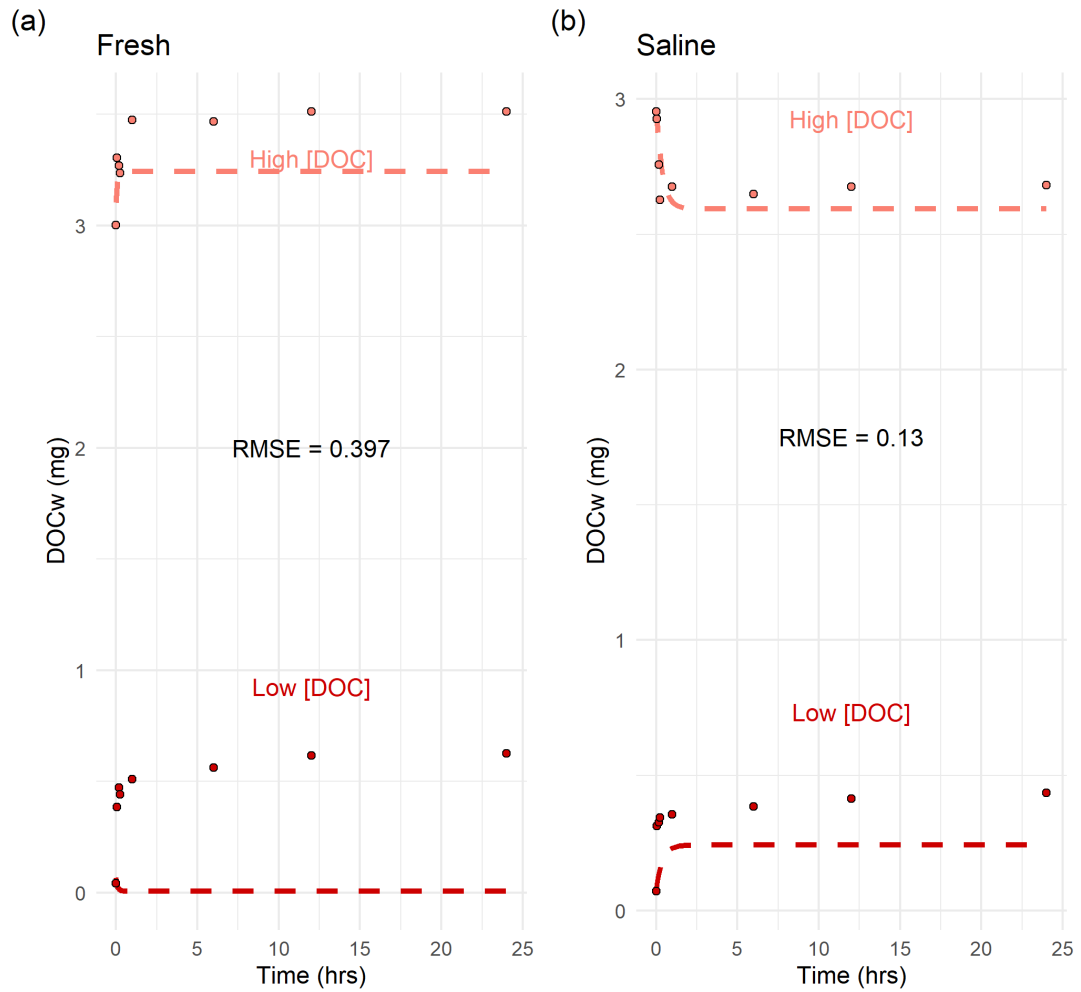 (a)
Fresh
High [DOC]
RMSE = 0.397
Low [DOC]
DOCw (mg)
3
2
1
0
0 5 10 15 20 25
Time (hrs)
(b)
Saline
High [DOC]
RMSE = 0.13
Low [DOC]
DOCw (mg)
3
2
1
0
0 5 10 15 20 25
Time (hrs)